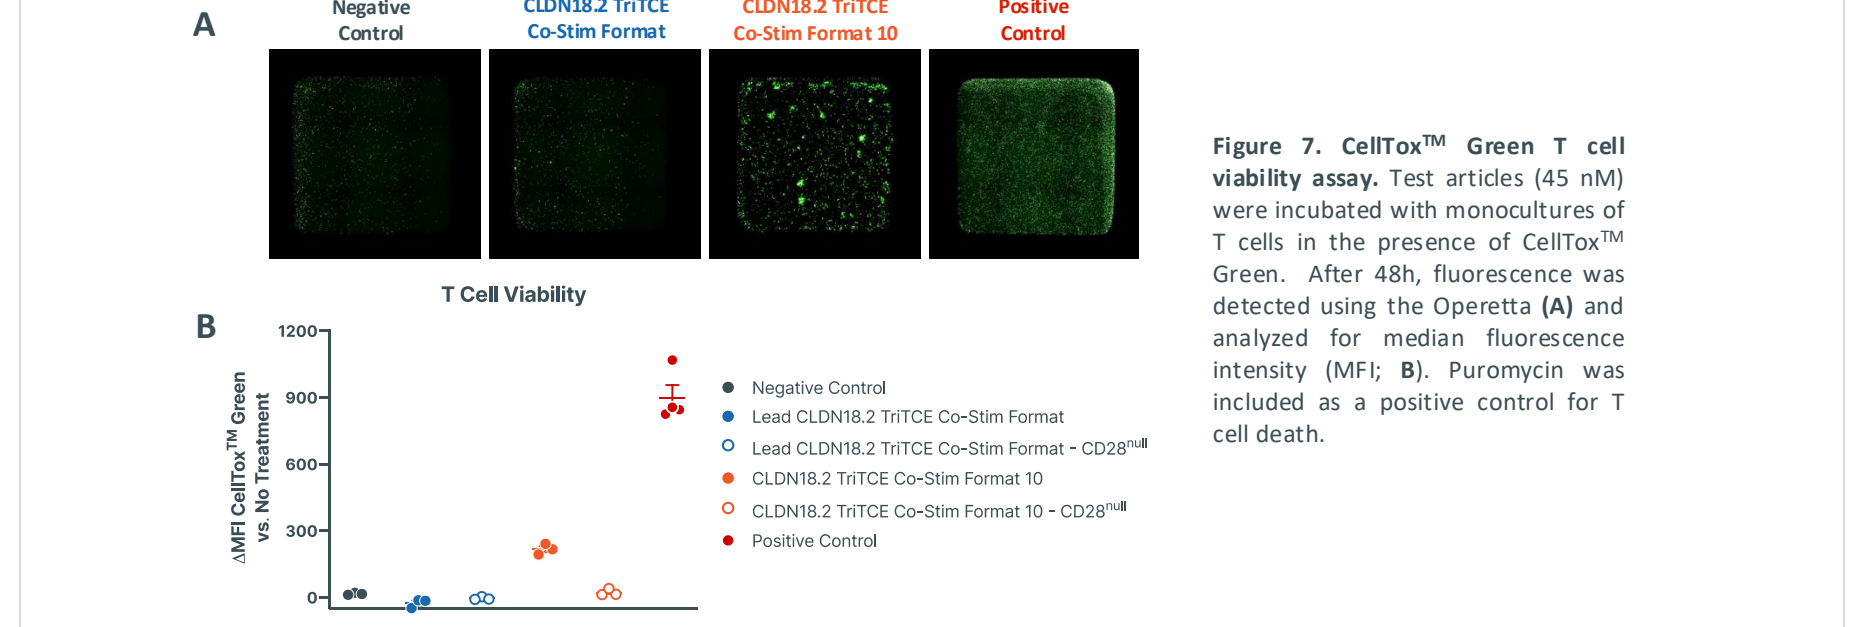 A
Negative
Control
CLDN18.2 TriTCE
Co-Stim Format
CLDN18.2 TriTCE
Co-Stim Format 10
Positive
Control
Figure 7. CellTox™ Green T cell
viability assay. Test articles (45 nM)
were incubated with monocultures of
T cells in the presence of CellTox™
Green. After 48h, fluorescence was
detected using the Operetta (A) and
analyzed for median fluorescence
intensity (MFI; B). Puromycin was
included as a positive control for T
cell death.
T Cell Viability
B
ΔMFI CellTox™ Green
vs. No Treatment
1200
900
600
300
0
Negative Control
Lead CLDN18.2 TriTCE Co-Stim Format
Lead CLDN18.2 TriTCE Co-Stim Format - CD28null
CLDN18.2 TriTCE Co-Stim Format 10
CLDN18.2 TriTCE Co-Stim Format 10 - CD28null
Positive Control